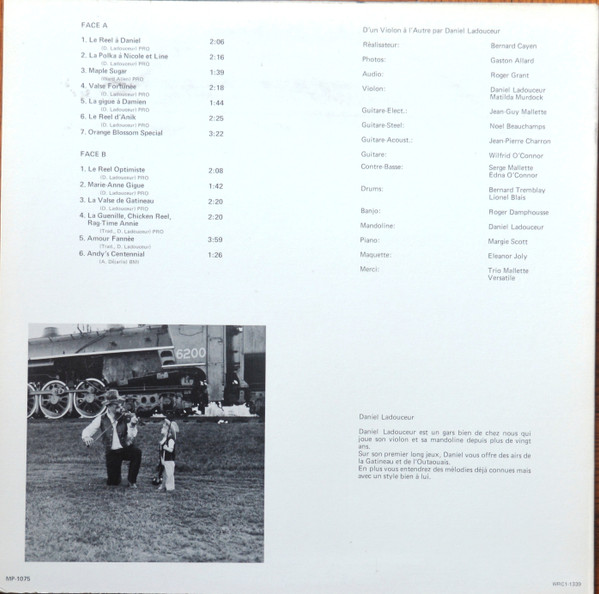 FACE A
1. Le Reel à Daniel 2:06
(D. Ladouceur) PRO
2. La Polka à Nicole et Line 2:16
(D. Ladouceur) PRO
3. Maple Sugar 1:39
4. Valse Fortunée 2:18
(D. Ladouceur) PRO
5. La gigue à Damien 1:44
(D. Ladouceur) PRO
6. Le Reel d'Anik 2:25
(D. Ladouceur) PRO
7. Orange Blossom Special 3:22
FACE B
1. Le Reel Optimiste 2:08
(D. Ladouceur) PRO
2. Marie-Anne Gigue 1:42
(D. Ladouceur) PRO
3. La Valse de Gatineau 2:20
(D. Ladouceur) PRO
4. La Guenille, Chicken Reel, 2:20
Rag-Time Annie
(Trad., D. Ladouceur) PRO
5. Amour Fannée 3:59
(Trad., D. Ladouceur)
6. Andy's Centennial 1:26
BMI
D'un Violon à l'Autre par Daniel Ladouceur
Réalisateur: Bernard Cayen
Photos: Gaston Allard
Audio: Roger Grant
Violon: Daniel Ladouceur
Matilda Murdock
Guitare-Elect.: Jean-Guy Mallette
Guitare-Steel: Noel Beauchamps
Guitare-Acoust.: Jean-Pierre Charron
Guitare: Wilfrid O'Connor
Contre-Basse: Serge Mallette
Edna O'Connor
Drums: Bernard Tremblay
Lionel Blais
Banjo: Roger Damphousse
Mandoline: Daniel Ladouceur
Piano: Margie Scott
Maquette: Eleanor Joly
Merci: Trio Mallette
Versatile
6200
Daniel Ladouceur
Daniel Ladouceur est un gars bien de chez nous qui
joue son violon et sa mandoline depuis plus de vingt
ans.
Sur son premier long jeux, Daniel vous offre des airs de
la Gatineau et de l'Outaouais.
En plus vous entendrez des mélodies déjà connues mais
avec un style bien à lui.
MP-1075